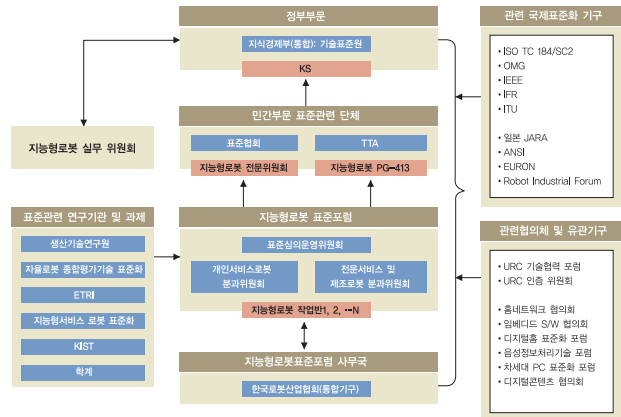 정부부문
지식경제부(통합): 기술표준원
KS
민간부문 표준관련 단체
표준협회
TTA
지능형로봇 전문위원회
지능형로봇 PG-413
지능형로봇 실무 위원회
표준관련 연구기관 및 과제
생산기술연구원
자율로봇 종합평가기술 표준화
ETRI
지능형서비스 로봇 표준화
KIST
학계
지능형로봇 표준포럼
표준심의운영위원회
개인서비스로봇
분과위원회
전문서비스 및
제조로봇 분과위원회
지능형로봇 작업반1, 2, …N
지능형로봇표준포럼 사무국
한국로봇산업협회(통합기구)
관련 국제표준화 기구
• ISO TC 184/SC2
• OMG
• IEEE
• IFR
• ITU
• 일본 JARA
• ANSI
• EURON
• Robot Industrial Forum
관련협의체 및 유관기구
• URC 기술협력 포럼
• URC 인증 위원회
• 홈네트워크 협의회
• 임베디드 S/W 협의회
• 디지털홈 표준화 포럼
• 음성정보처리기술 포럼
• 차세대 PC 표준화 포럼
• 디지털콘텐츠 협의회